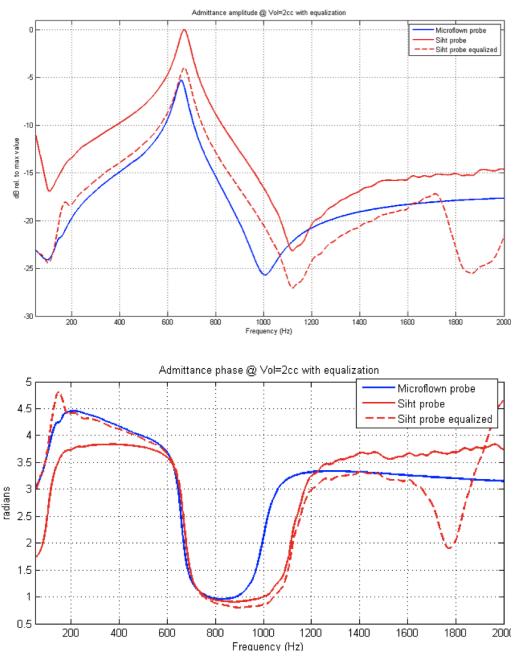 Admittance amplitude @ Vol=2cc with equalization
Microflown probe
Siht probe
Siht probe equalized
0
-5
-10
-15
-20
-25
-30
dB rel. to max value
200 400 600 800 1000 1200 1400 1600 1800 2000
Frequency (Hz)
Admittance phase @ Vol=2cc with equalization
Microflown probe
Siht probe
Siht probe equalized
5
4.5
4
3.5
3
2.5
2
1.5
1
0.5
radians
200 400 600 800 1000 1200 1400 1600 1800 2000
Frequency (Hz)